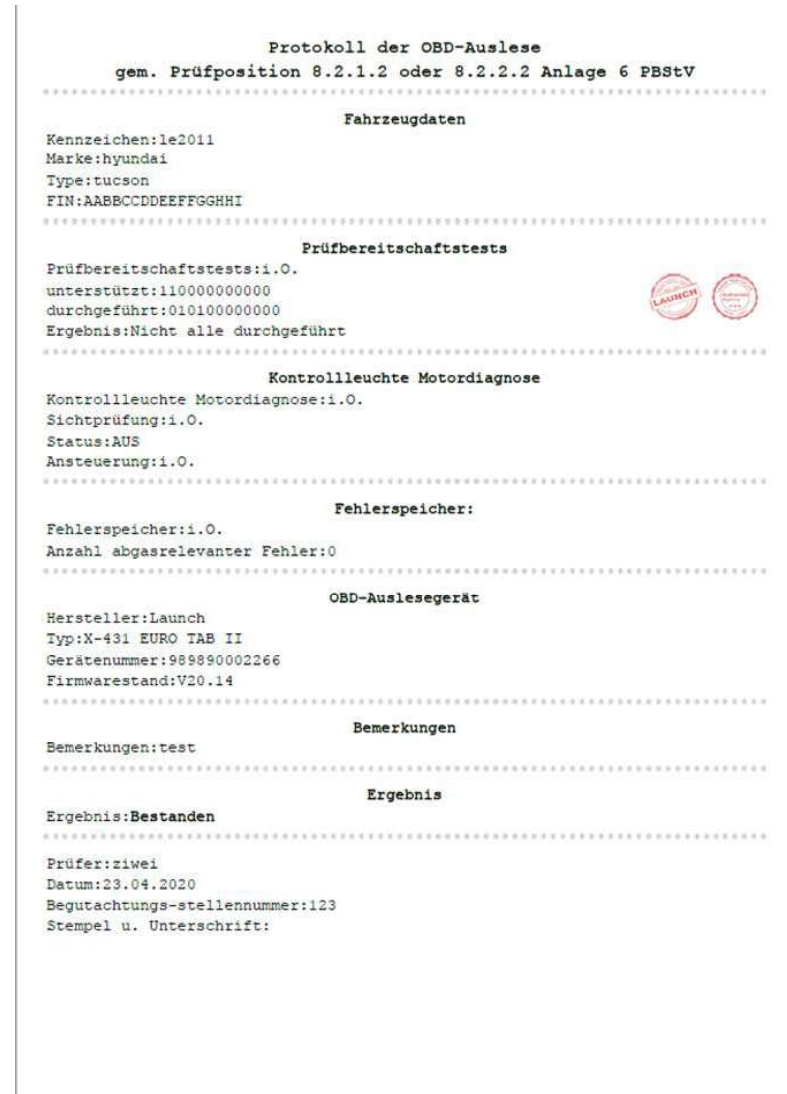 Protokoll der OBD-Auslese
gem. Prüfposition 8.2.1.2 oder 8.2.2.2 Anlage 6 PBStV
Fahrzeugdaten
Kennzeichen:le2011
Marke:hyundai
Type:tucson
FIN:AABBCCDDEEFFGGHHI
Prüfbereitschaftstests
Prüfbereitschaftstests:i.O.
unterstützt:110000000000
durchgeführt:010100000000
Ergebnis:Nicht alle durchgeführt
LAUNCH
Kontrollleuchte Motordiagnose
Kontrollleuchte Motordiagnose:i.O.
Sichtprüfung:i.O.
Status:AUS
Ansteuerung:i.O.
Fehlerspeicher:
Fehlerspeicher:i.O.
Anzahl abgasrelevanter Fehler:0
OBD-Auslesegerät
Hersteller:Launch
Typ:X-431 EURO TAB II
Gerätenummer:989890002266
Firmwarestand:V20.14
Bemerkungen
Bemerkungen:test
Ergebnis
Ergebnis:Bestanden
Prüfer:ziwei
Datum:23.04.2020
Begutachtungs-stellennummer:123
Stempel u. Unterschrift: